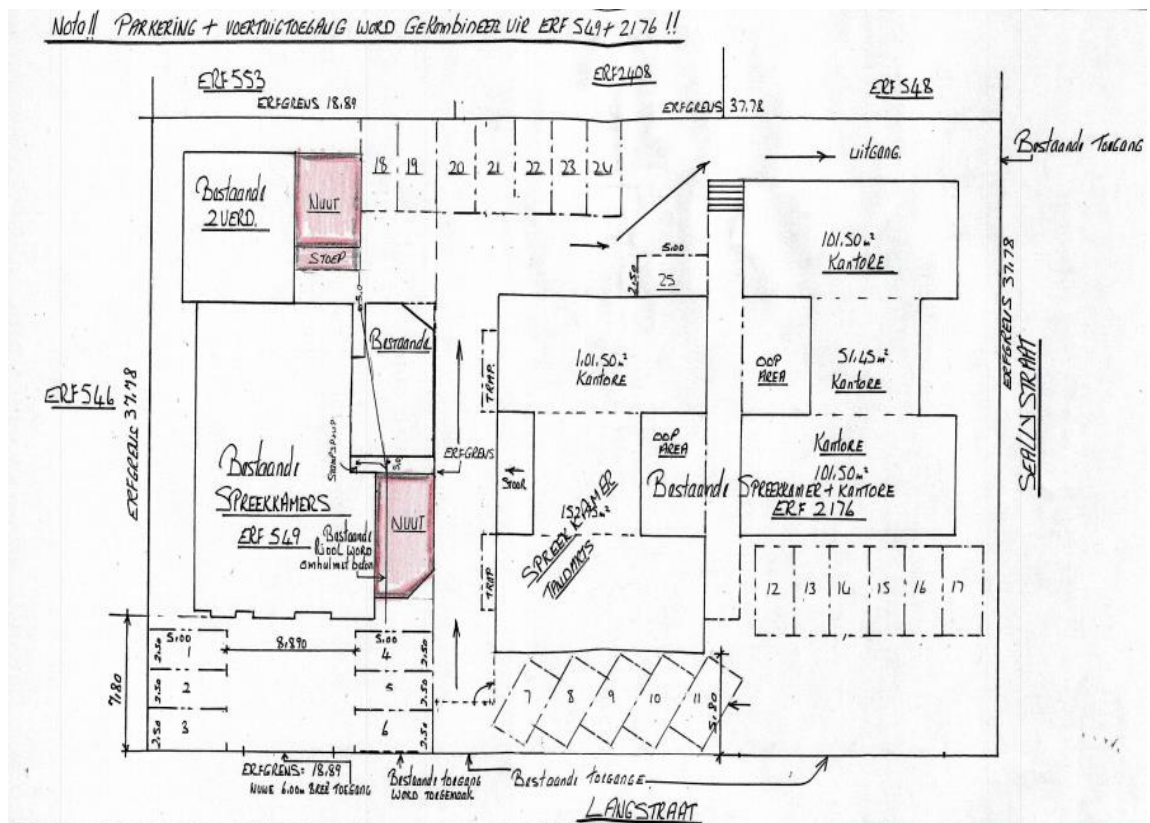 Nota!! PARKERING + VOERTUIGTOEGANG WORD GEKOMBINEER VIR ERF 549 + 2176 !!
ERF 553
ERF 2408
ERF 548
ERFGRENS 18.89
ERFGRENS 37.78
Bestaande TOEGANG
UITGANG.
Bestaande
2 VERD.
NUUT
STOEP
18
19
20
21
22
23
24
5.00
2.50
25
101.50m²
KANTORE
ERFGRENS 37.78
SEALY STRAAT
Bestaande
TRAP
101.50m²
KANTORE
OOP
AREA
51.45m²
KANTORE
ERF 546
ERFGRENS 37.78
ERFGRENS
Bestaande
SPREEKKAMERS
ERF 549
NUUT
Bestaande
Riool WORD
omhul met beton
STOOR
OOP
AREA
152.95m²
SPREEKKAMER
TANDARTS
TRAP
KANTORE
101.50m²
Bestaande SPREEKKAMER + KANTORE
ERF 2176
12
13
14
15
16
17
7.80
5.00
2.50
1
2.50
2
2.50
3
8.890
5.00
4
2.50
5
2.50
6
2.50
7
8
9
10
11
5.80
ERFGRENS = 18.89
NUWE 6.00m BREE TOEGANG
Bestaande toegang
WORD TOEGEMAAK
Bestaande TOEGANGE
LANGSTRAAT